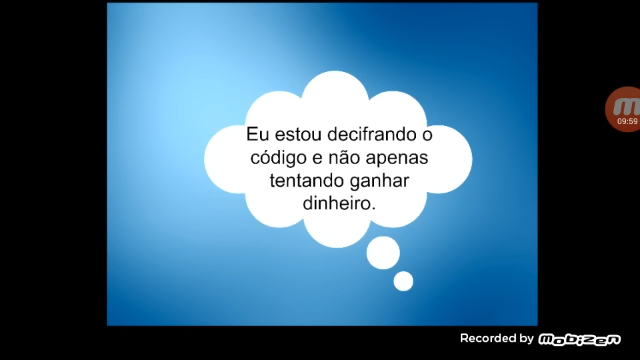 Eu estou decifrando o
código e não apenas
tentando ganhar
dinheiro.
09:59
Recorded by Mobizen